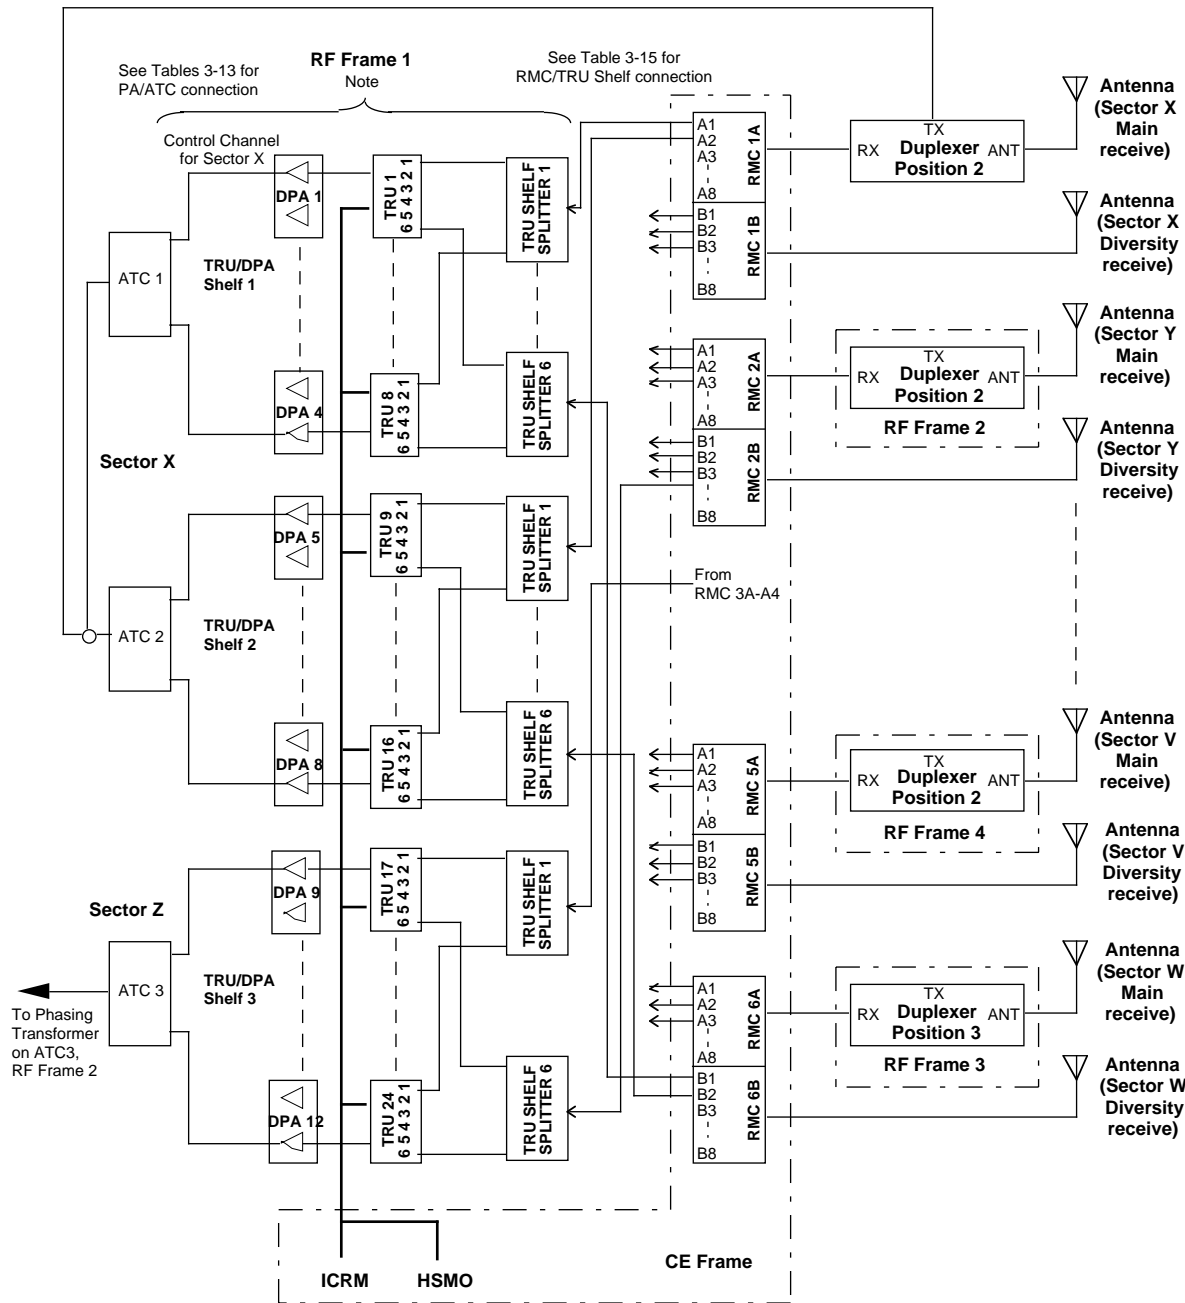 See Tables 3-13 for
PA/ATC connection
RF Frame 1
Note
See Table 3-15 for
RMC/TRU Shelf connection
Control Channel
for Sector X
DPA 1
TRU 1
6 5 4 3 2 1
TRU SHELF
SPLITTER 1
A1
A2
A3
A8
RMC 1A
B1
B2
B3
B8
RMC 1B
TX
RX
Duplexer
ANT
Position 2
Antenna
(Sector X
Main
receive)
Antenna
(Sector X
Diversity
receive)
ATC 1
TRU/DPA
Shelf 1
DPA 4
TRU 8
6 5 4 3 2 1
TRU SHELF
SPLITTER 6
A1
A2
A3
A8
RMC 2A
B1
B2
B3
B8
RMC 2B
TX
RX
Duplexer
ANT
Position 2
RF Frame 2
Antenna
(Sector Y
Main
receive)
Antenna
(Sector Y
Diversity
receive)
Sector X
DPA 5
TRU 9
6 5 4 3 2 1
TRU SHELF
SPLITTER 1
From
RMC 3A-A4
ATC 2
TRU/DPA
Shelf 2
DPA 8
TRU 16
6 5 4 3 2 1
TRU SHELF
SPLITTER 6
A1
A2
A3
A8
RMC 5A
B1
B2
B3
B8
RMC 5B
TX
RX
Duplexer
ANT
Position 2
RF Frame 4
Antenna
(Sector V
Main
receive)
Antenna
(Sector V
Diversity
receive)
Sector Z
DPA 9
TRU 17
6 5 4 3 2 1
TRU SHELF
SPLITTER 1
ATC 3
TRU/DPA
Shelf 3
To Phasing
Transformer
on ATC3,
RF Frame 2
DPA 12
TRU 24
6 5 4 3 2 1
TRU SHELF
SPLITTER 6
A1
A2
A3
A8
RMC 6A
B1
B2
B3
B8
RMC 6B
TX
RX
Duplexer
ANT
Position 3
RF Frame 3
Antenna
(Sector W
Main
receive)
Antenna
(Sector W
Diversity
receive)
CE Frame
ICRM
HSMO